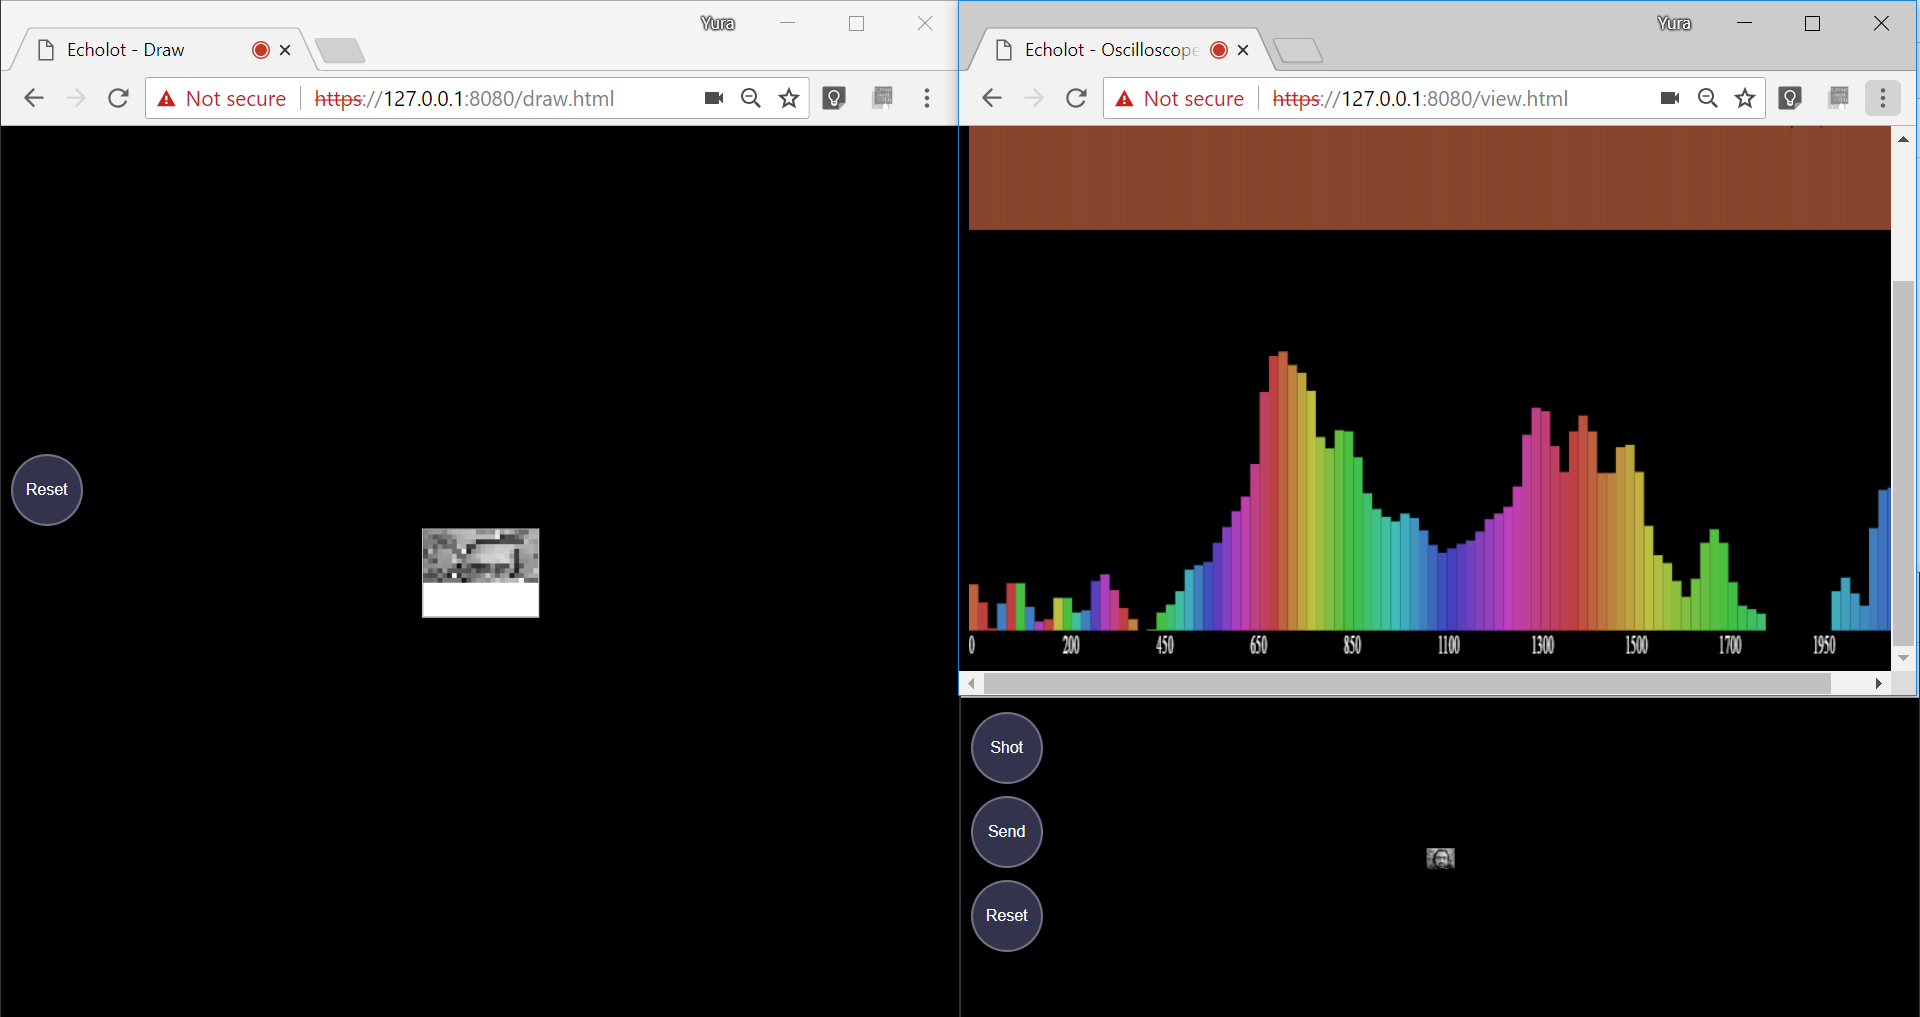 Yura
Echolot - Draw
Not secure https://127.0.0.1:8080/draw.html
Reset
Yura
Echolot - Oscilloscope
Not secure https://127.0.0.1:8080/view.html
0 200 450 650 850 1100 1300 1500 1700 1950
Shot
Send
Reset